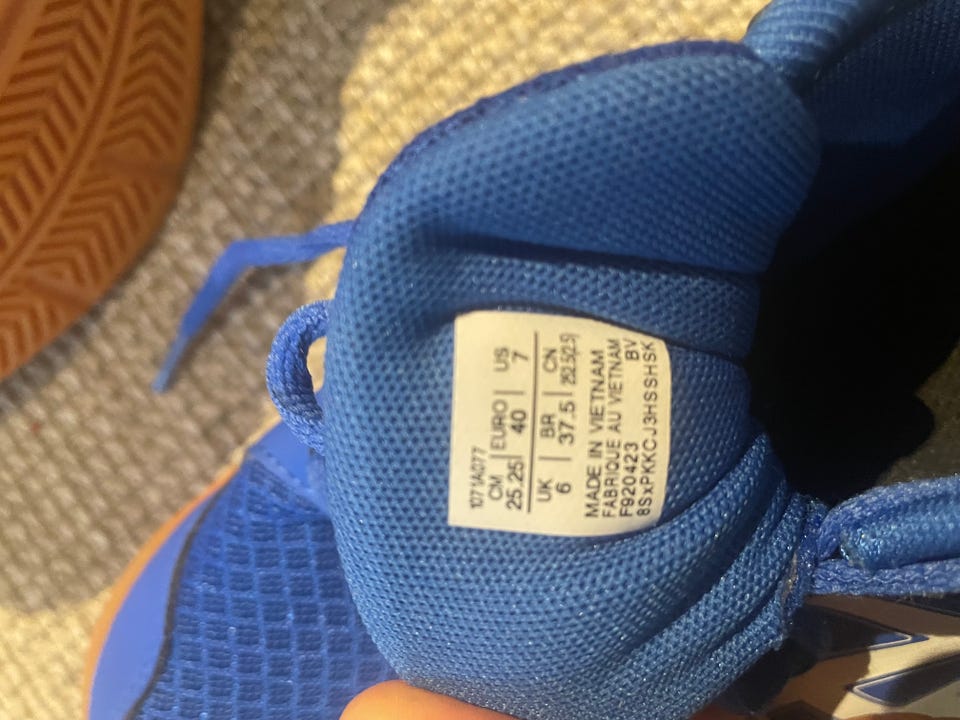 1071A077
CM | EURO | US
25.25 | 40 | 7
UK | BR | CN
6 | 37.5 | 252.5(2.5)
MADE IN VIETNAM
FABRIQUE AU VIETNAM
F920423 BV
8SxPKKCJ3HSSHSK